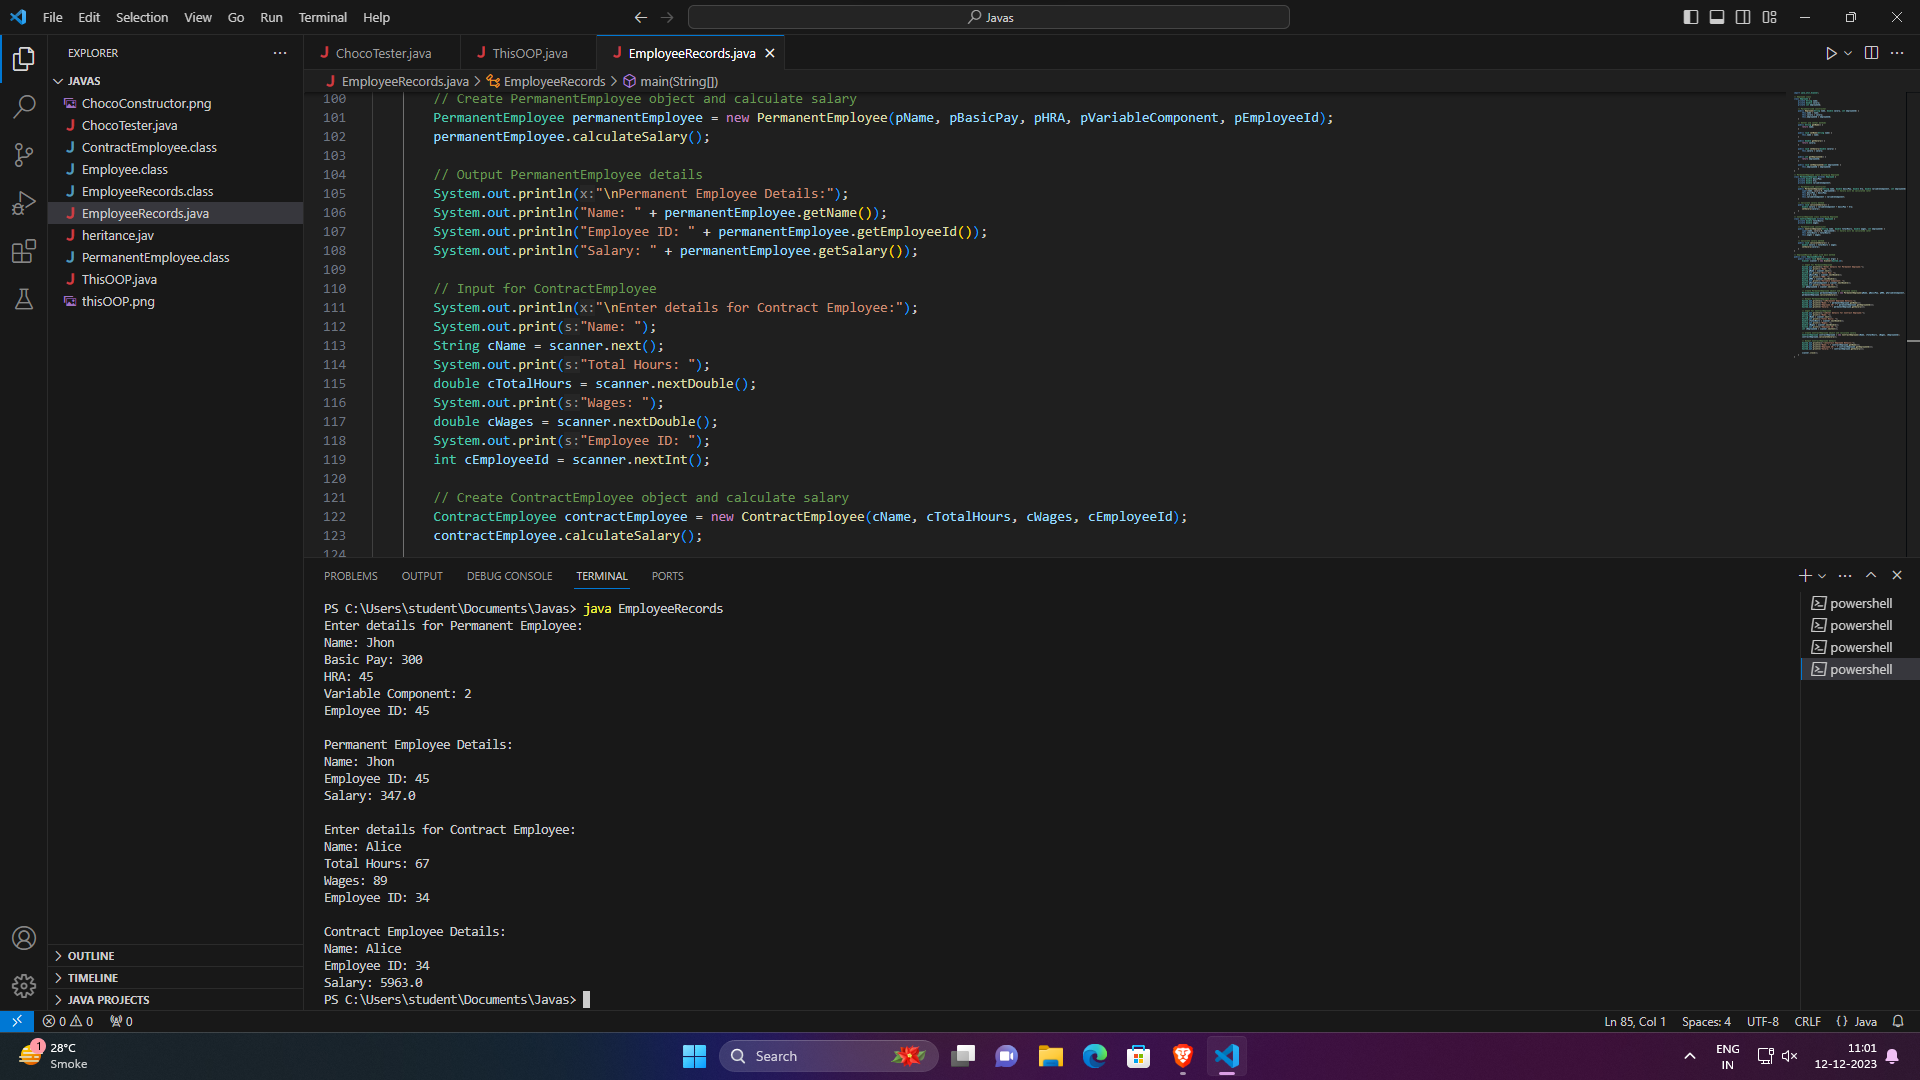 File Edit Selection View Go Run Terminal Help
Javas
EXPLORER
JAVAS
ChocoConstructor.png
ChocoTester.java
ContractEmployee.class
Employee.class
EmployeeRecords.class
EmployeeRecords.java
heritance.jav
PermanentEmployee.class
ThisOOP.java
thisOOP.png
OUTLINE
TIMELINE
JAVA PROJECTS
ChocoTester.java ThisOOP.java EmployeeRecords.java
EmployeeRecords.java > EmployeeRecords > main(String[])
100 // Create PermanentEmployee object and calculate salary
101 PermanentEmployee permanentEmployee = new PermanentEmployee(pName, pBasicPay, pHRA, pVariableComponent, pEmployeeId);
102 permanentEmployee.calculateSalary();
103
104 // Output PermanentEmployee details
105 System.out.println(x:"\nPermanent Employee Details:");
106 System.out.println("Name: " + permanentEmployee.getName());
107 System.out.println("Employee ID: " + permanentEmployee.getEmployeeId());
108 System.out.println("Salary: " + permanentEmployee.getSalary());
109
110 // Input for ContractEmployee
111 System.out.println(x:"\nEnter details for Contract Employee:");
112 System.out.print(s:"Name: ");
113 String cName = scanner.next();
114 System.out.print(s:"Total Hours: ");
115 double cTotalHours = scanner.nextDouble();
116 System.out.print(s:"Wages: ");
117 double cWages = scanner.nextDouble();
118 System.out.print(s:"Employee ID: ");
119 int cEmployeeId = scanner.nextInt();
120
121 // Create ContractEmployee object and calculate salary
122 ContractEmployee contractEmployee = new ContractEmployee(cName, cTotalHours, cWages, cEmployeeId);
123 contractEmployee.calculateSalary();
124
PROBLEMS OUTPUT DEBUG CONSOLE TERMINAL PORTS
PS C:\Users\student\Documents\Javas> java EmployeeRecords
Enter details for Permanent Employee:
Name: Jhon
Basic Pay: 300
HRA: 45
Variable Component: 2
Employee ID: 45
Permanent Employee Details:
Name: Jhon
Employee ID: 45
Salary: 347.0
Enter details for Contract Employee:
Name: Alice
Total Hours: 67
Wages: 89
Employee ID: 34
Contract Employee Details:
Name: Alice
Employee ID: 34
Salary: 5963.0
PS C:\Users\student\Documents\Javas>
powershell
powershell
powershell
powershell
0 0 0
Ln 85, Col 1 Spaces: 4 UTF-8 CRLF {} Java
1
28°C
Smoke
Search
ENG
IN
11:01
12-12-2023